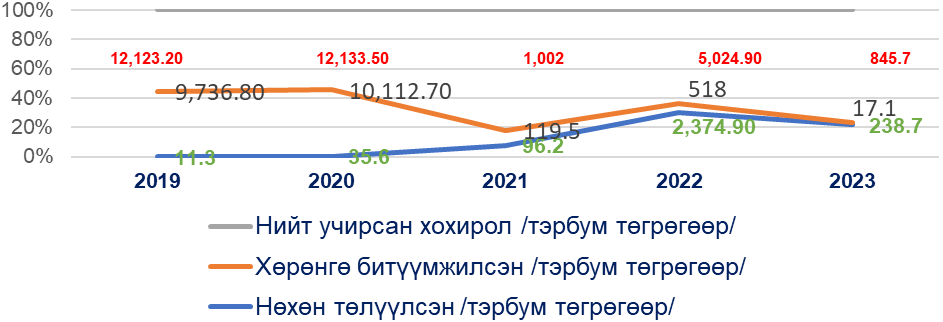 100%
80%
60%
40%
20%
0%
12,123.20 12,133.50 1,002 5,024.90 845.7
9,736.80 10,112.70 119.5 518 17.1
11.3 35.6 96.2 2,374.90 238.7
2019 2020 2021 2022 2023
Нийт учирсан хохирол /тэрбум төгрөгөөр/
Хөрөнгө битүүмжилсэн /тэрбум төгрөгөөр/
Нөхөн төлүүлсэн /тэрбум төгрөгөөр/